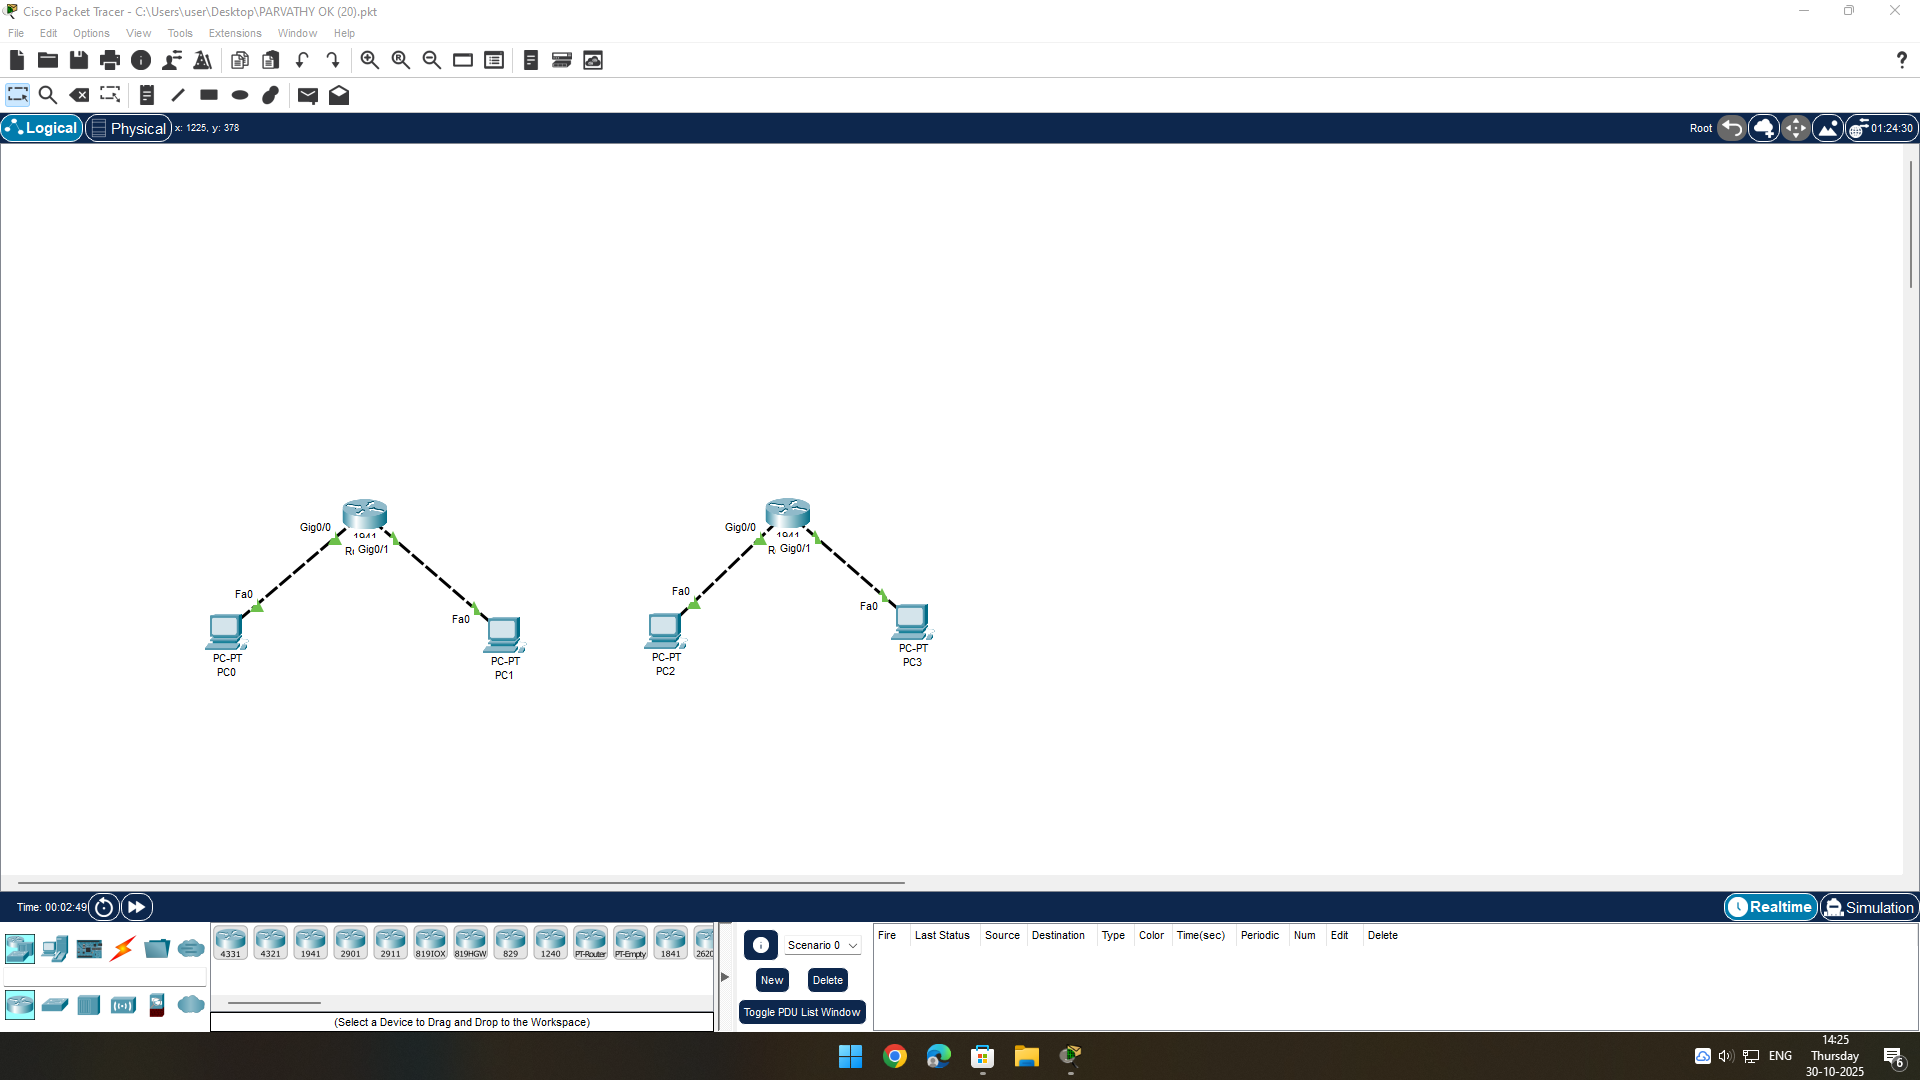 Cisco Packet Tracer - C:\Users\user\Desktop\PARVATHY OK (20).pkt
File Edit Options View Tools Extensions Window Help
Logical Physical x: 1225, y: 378 Root 01:24:30
Gig0/0
1941
Gig0/1
Fa0
Fa0
PC-PT
PC0
PC-PT
PC1
Gig0/0
1941
Gig0/1
Fa0
Fa0
PC-PT
PC2
PC-PT
PC3
Time: 00:02:49 Realtime Simulation
4331 4321 1941 2901 2911 819IOX 819HGW 829 1240 PT-Router PT-Empty 1841 2620
(Select a Device to Drag and Drop to the Workspace)
Scenario 0
New Delete
Toggle PDU List Window
Fire Last Status Source Destination Type Color Time(sec) Periodic Num Edit Delete
ENG
14:25
Thursday
30-10-2025
6